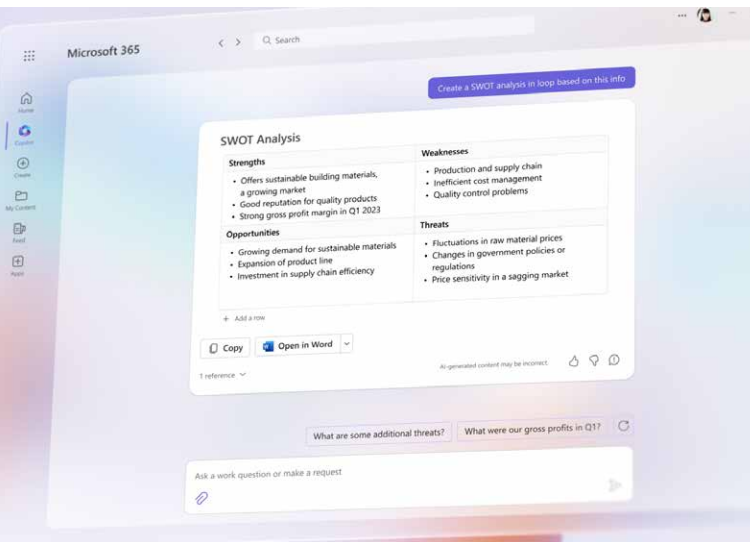 Microsoft 365
Search
Home
Copilot
Create
My Content
Feed
Apps
Create a SWOT analysis in loop based on this info
SWOT Analysis
Strengths
• Offers sustainable building materials,
a growing market
• Good reputation for quality products
• Strong gross profit margin in Q1 2023
Weaknesses
• Production and supply chain
• Inefficient cost management
• Quality control problems
Opportunities
• Growing demand for sustainable materials
• Expansion of product line
• Investment in supply chain efficiency
Threats
• Fluctuations in raw material prices
• Changes in government policies or
regulations
• Price sensitivity in a sagging market
+ Add a row
Copy
Open in Word
1 reference
AI-generated content may be incorrect
What are some additional threats?
What were our gross profits in Q1?
Ask a work question or make a request